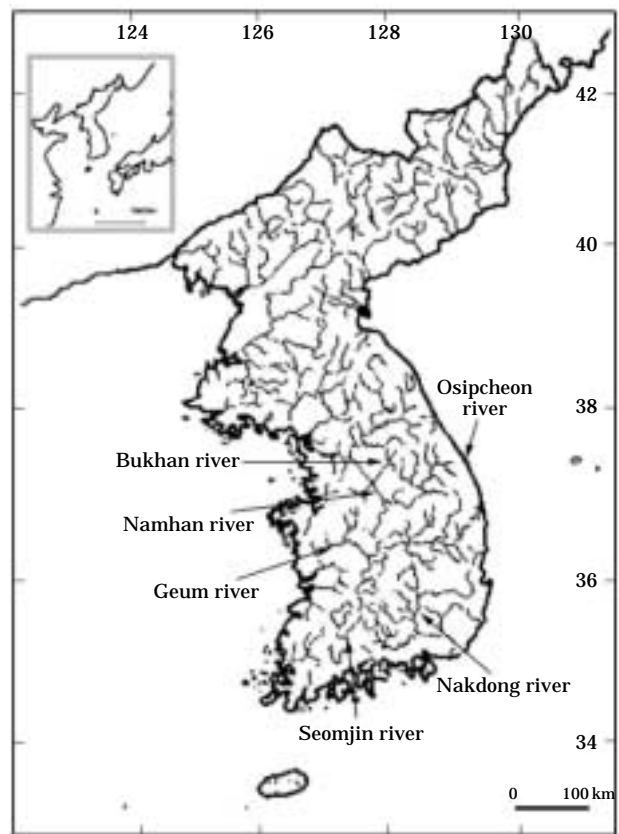 124 126 128 130
42
40
Osipcheon
river
38
Bukhan river
Namhan river
Geum river
36
Nakdong river
Seomjin river
34
0 100 km